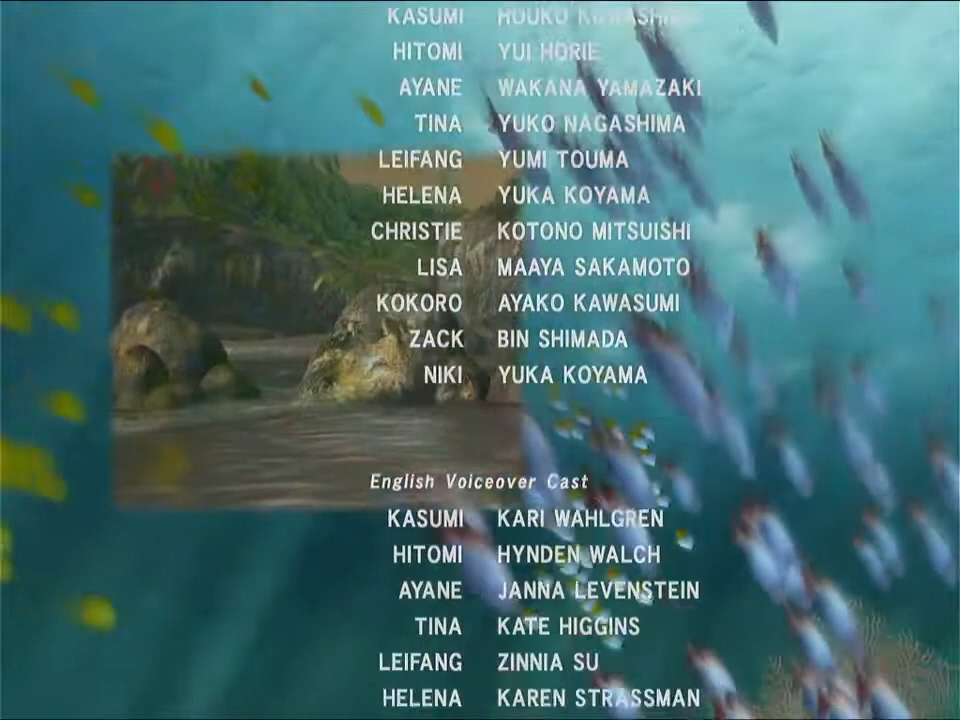 KASUMI HOUKO KUWASHIMA
HITOMI YUI HORIE
AYANE WAKANA YAMAZAKI
TINA YUKO NAGASHIMA
LEIFANG YUMI TOUMA
HELENA YUKA KOYAMA
CHRISTIE KOTONO MITSUISHI
LISA MAAYA SAKAMOTO
KOKORO AYAKO KAWASUMI
ZACK BIN SHIMADA
NIKI YUKA KOYAMA
English Voiceover Cast
KASUMI KARI WAHLGREN
HITOMI HYNDEN WALCH
AYANE JANNA LEVENSTEIN
TINA KATE HIGGINS
LEIFANG ZINNIA SU
HELENA KAREN STRASSMAN